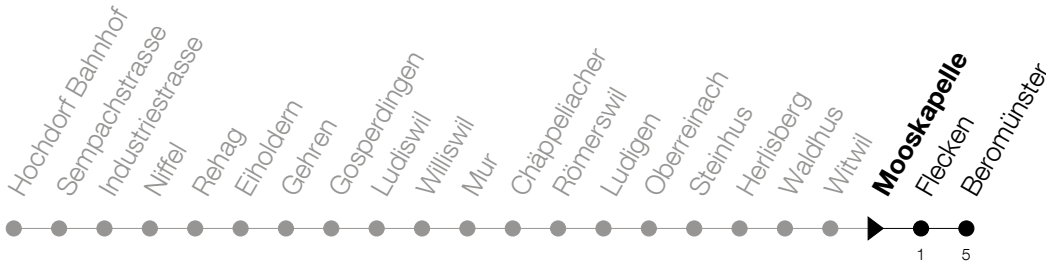 Hochdorf Bahnhof
Sempachstrasse
Industriestrasse
Niffel
Rehag
Eiholdern
Gehren
Gosperdingen
Ludiswil
Williswil
Mur
Chäppeliacher
Römerswil
Ludigen
Oberreinach
Steinhus
Herlisberg
Waldhus
Witwil
Mooskapelle
Flecken
Beromünster
1 5